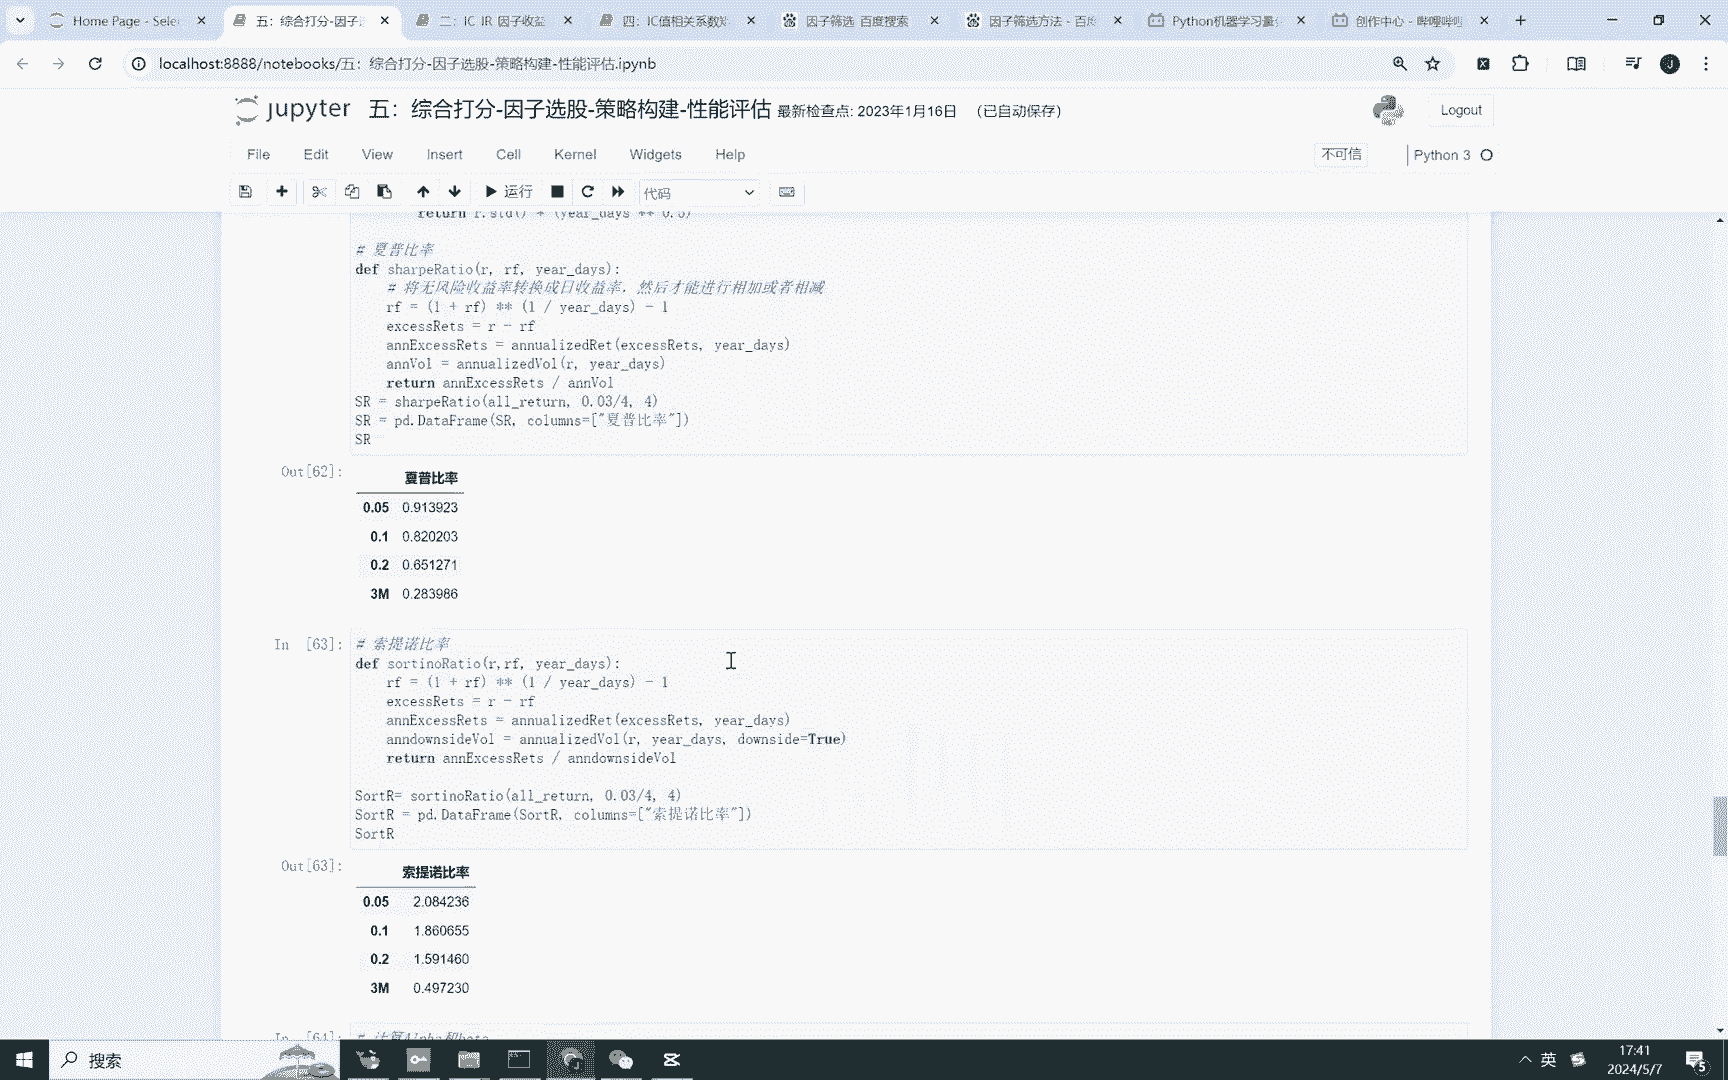 Home Page - Selec
五：综合打分-因子
二：IC IR 因子收益
四：IC值相关系数矩
因子筛选_百度搜索
因子筛选方法 - 百度
Python机器学习量
创作中心 - 哔哩哔哩
localhost:8888/notebooks/五：综合打分-因子选股-策略构建-性能评估.ipynb
jupyter 五：综合打分-因子选股-策略构建-性能评估 最新检查点: 2023年1月16日 (已自动保存)
Logout
File Edit View Insert Cell Kernel Widgets Help
不可信
Python 3
运行
代码
return r.std() * (year_days ** 0.5)
# 夏普比率
def sharpeRatio(r, rf, year_days):
# 将无风险收益率转换成日收益率，然后才能进行相加或者相减
rf = (1 + rf) ** (1 / year_days) - 1
excessRets = r - rf
annExcessRets = annualizedRet(excessRets, year_days)
annVol = annualizedVol(r, year_days)
return annExcessRets / annVol
SR = sharpeRatio(all_return, 0.03/4, 4)
SR = pd.DataFrame(SR, columns=["夏普比率"])
SR
Out[62]:
夏普比率
0.05 0.913923
0.1 0.820203
0.2 0.651271
3M 0.283986
In [63]:
# 索提诺比率
def sortinoRatio(r,rf, year_days):
rf = (1 + rf) ** (1 / year_days) - 1
excessRets = r - rf
annExcessRets = annualizedRet(excessRets, year_days)
anndownsideVol = annualizedVol(r, year_days, downside=True)
return annExcessRets / anndownsideVol
SortR= sortinoRatio(all_return, 0.03/4, 4)
SortR = pd.DataFrame(SortR, columns=["索提诺比率"])
SortR
Out[63]:
索提诺比率
0.05 2.084236
0.1 1.860655
0.2 1.591460
3M 0.497230
In [64]:
# 计算Alpha和beta
搜索
英
17:41
2024/5/7
5